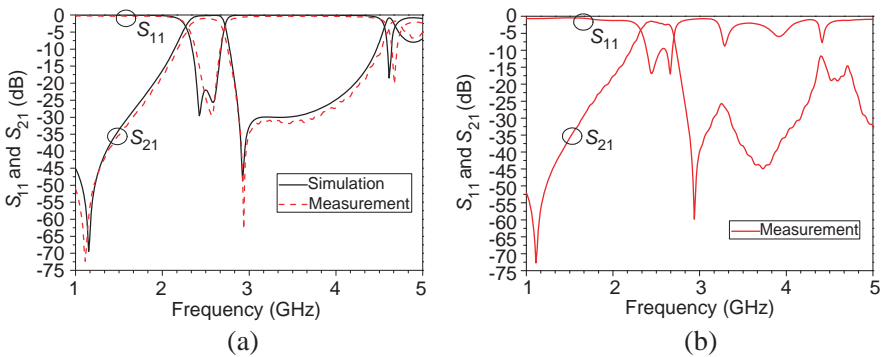 0
-5
-10
-15
-20
-25
-30
-35
-40
-45
-50
-55
-60
-65
-70
-75
S11 and S21 (dB)
S11
S21
Simulation
Measurement
1 2 3 4 5
Frequency (GHz)
(a)
0
-5
-10
-15
-20
-25
-30
-35
-40
-45
-50
-55
-60
-65
-70
-75
S11 and S21 (dB)
S11
S21
Measurement
1 2 3 4 5
Frequency (GHz)
(b)